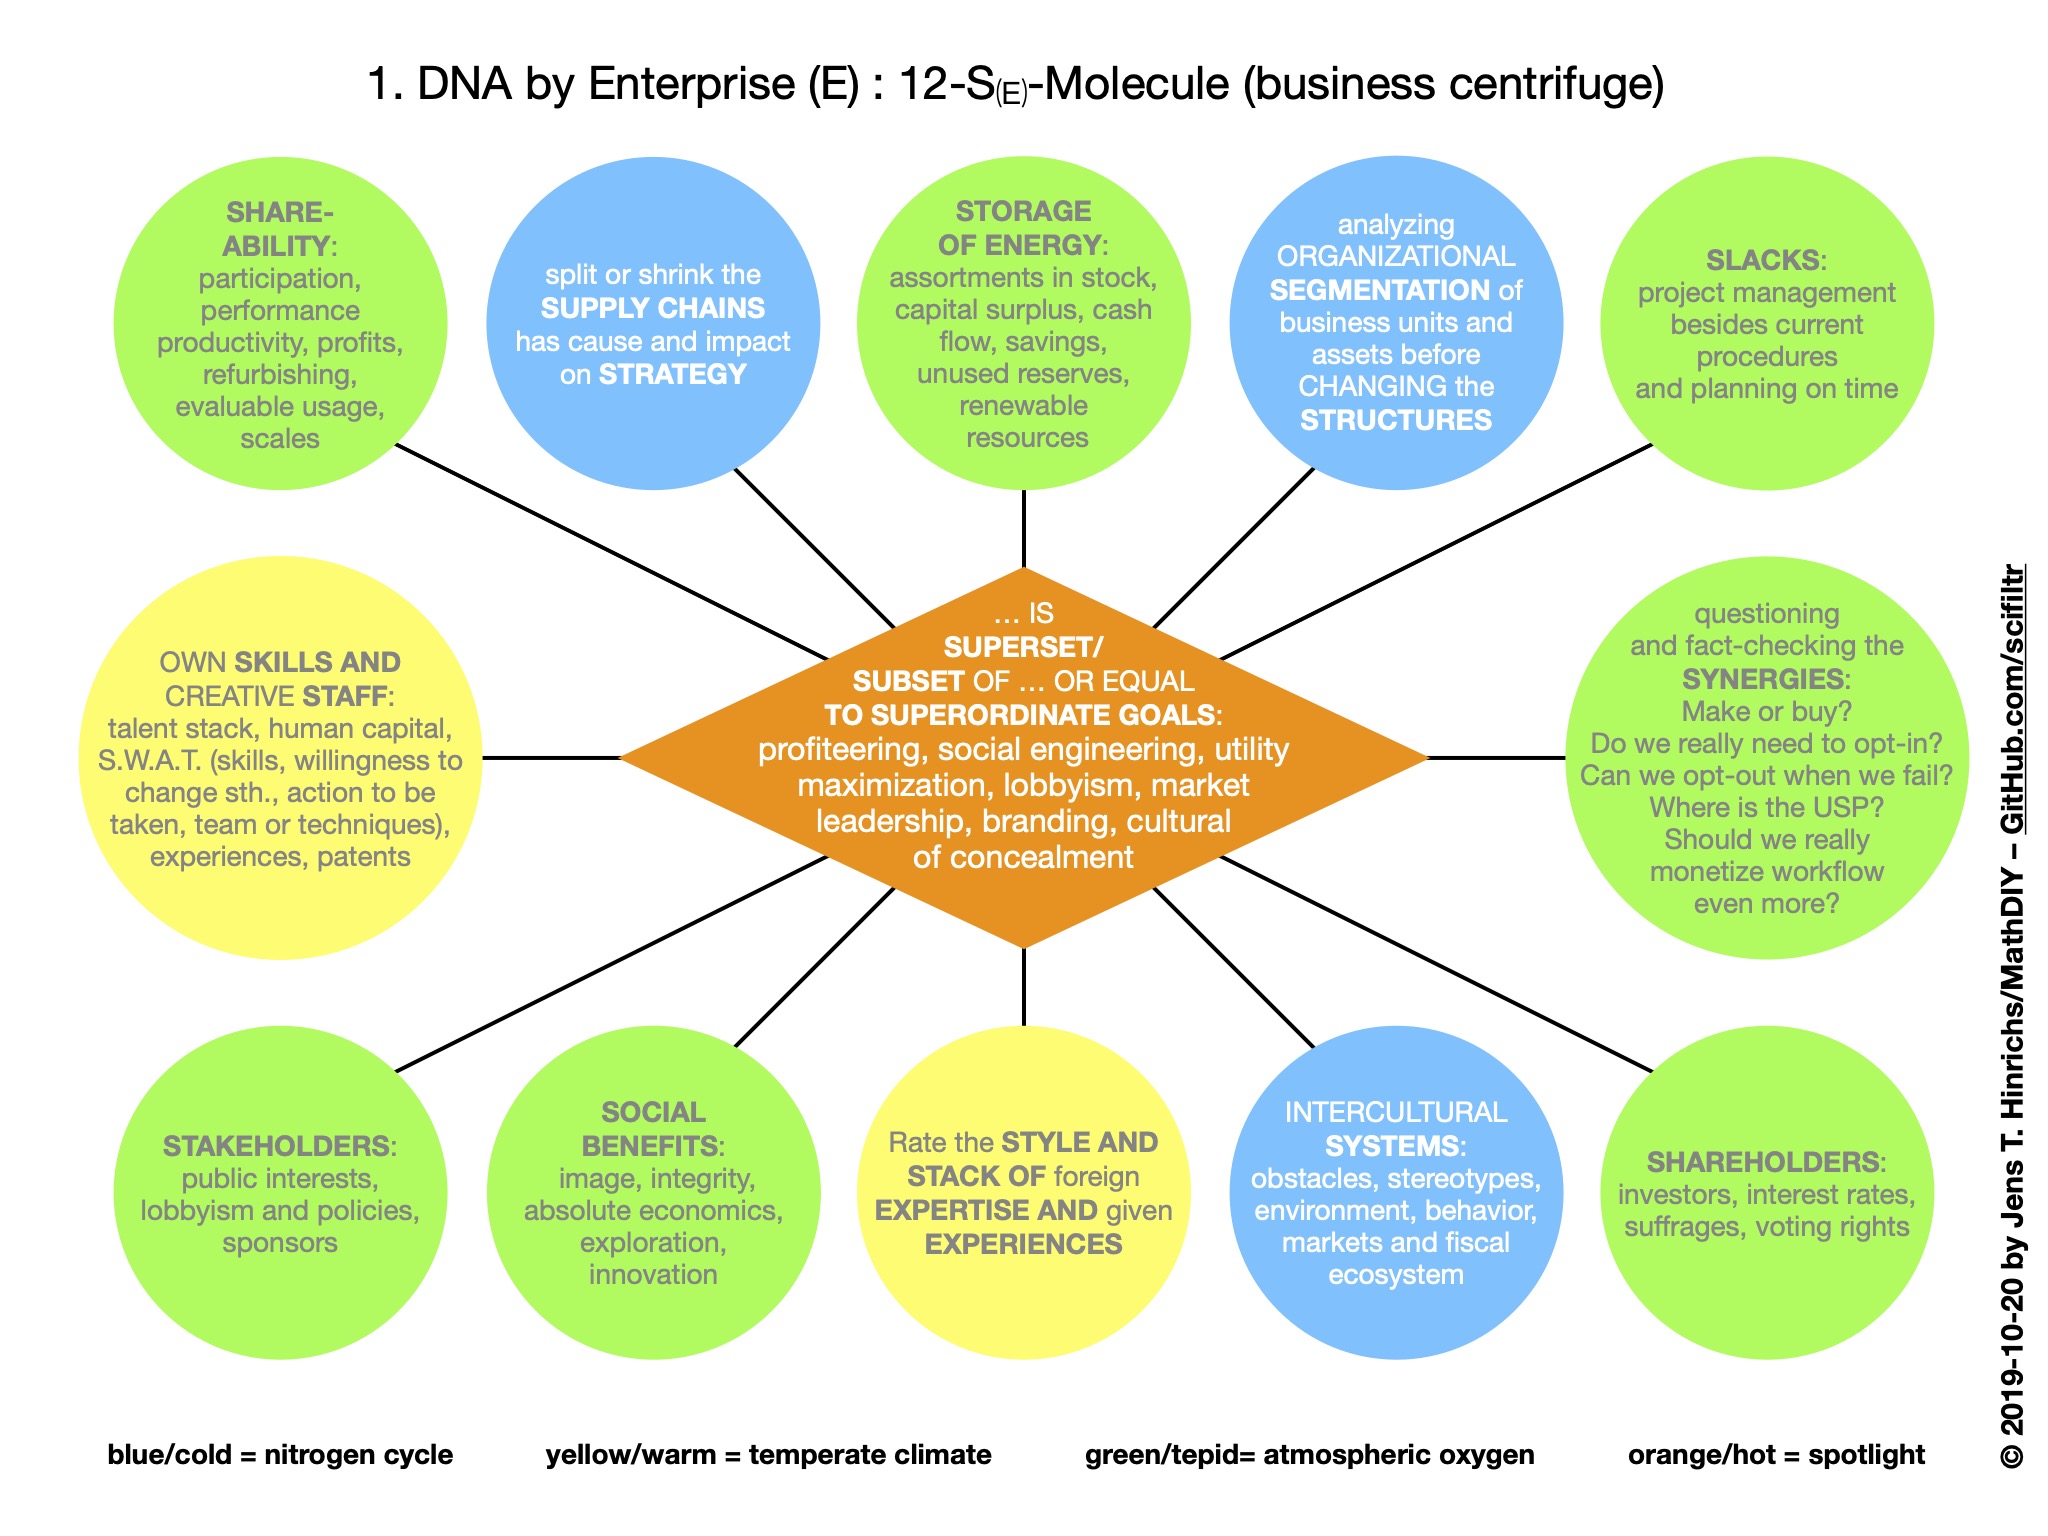 1. DNA by Enterprise (E) : 12-S(E)-Molecule (business centrifuge)
SHARE-
ABILITY:
participation,
performance
productivity, profits,
refurbishing,
evaluable usage,
scales
split or shrink the
SUPPLY CHAINS
has cause and impact
on STRATEGY
STORAGE
OF ENERGY:
assortments in stock,
capital surplus, cash
flow, savings,
unused reserves,
renewable
resources
analyzing
ORGANIZATIONAL
SEGMENTATION of
business units and
assets before
CHANGING the
STRUCTURES
SLACKS:
project management
besides current
procedures
and planning on time
OWN SKILLS AND
CREATIVE STAFF:
talent stack, human capital,
S.W.A.T. (skills, willingness to
change sth., action to be
taken, team or techniques),
experiences, patents
… IS
SUPERSET/
SUBSET OF … OR EQUAL
TO SUPERORDINATE GOALS:
profiteering, social engineering, utility
maximization, lobbyism, market
leadership, branding, cultural
of concealment
questioning
and fact-checking the
SYNERGIES:
Make or buy?
Do we really need to opt-in?
Can we opt-out when we fail?
Where is the USP?
Should we really
monetize workflow
even more?
STAKEHOLDERS:
public interests,
lobbyism and policies,
sponsors
SOCIAL
BENEFITS:
image, integrity,
absolute economics,
exploration,
innovation
Rate the STYLE AND
STACK OF foreign
EXPERTISE AND given
EXPERIENCES
INTERCULTURAL
SYSTEMS:
obstacles, stereotypes,
environment, behavior,
markets and fiscal
ecosystem
SHAREHOLDERS:
investors, interest rates,
suffrages, voting rights
blue/cold = nitrogen cycle
yellow/warm = temperate climate
green/tepid= atmospheric oxygen
orange/hot = spotlight
© 2019-10-20 by Jens T. Hinrichs/MathDIY – GitHub.com/scifiltr